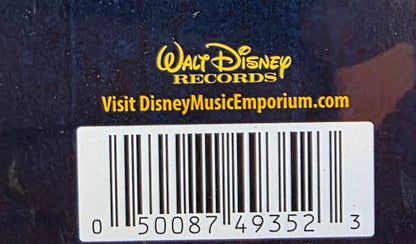 Walt Disney
RECORDS
Visit DisneyMusicEmporium.com
0 50087 49352 3